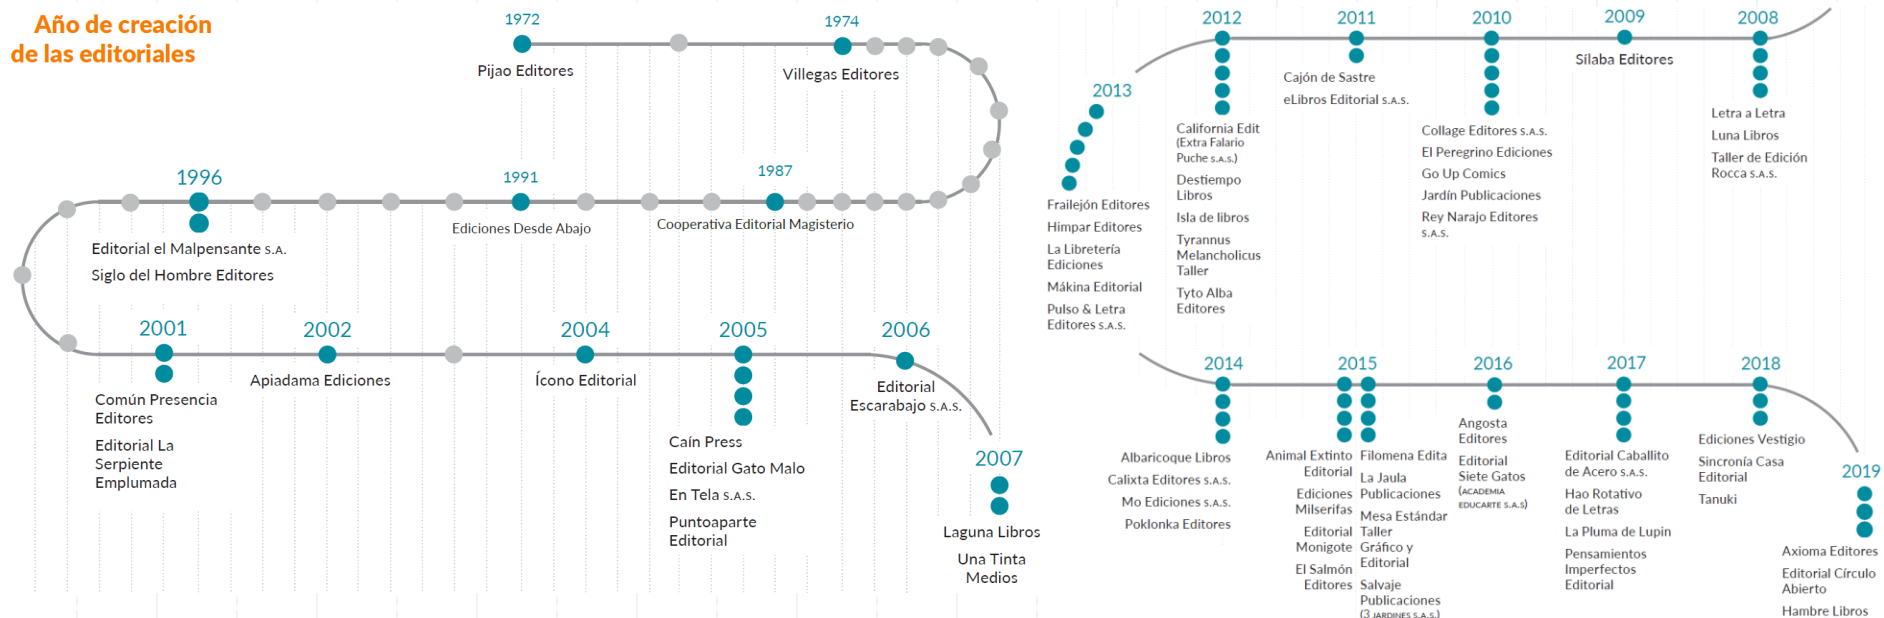 Año de creación
de las editoriales
1972
Pijao Editores
1974
Villegas Editores
1987
Cooperativa Editorial Magisterio
1991
Ediciones Desde Abajo
1996
Editorial el Malpensante S.A.
Siglo del Hombre Editores
2001
Común Presencia
Editores
Editorial La
Serpiente
Emplumada
2002
Apiadama Ediciones
2004
Ícono Editorial
2005
Caín Press
Editorial Gato Malo
En Tela S.A.S.
Puntoaparte
Editorial
2006
Editorial
Escarabajo S.A.S.
2007
Laguna Libros
Una Tinta
Medios
2008
Letra a Letra
Luna Libros
Taller de Edición
Rocca S.A.S.
2009
Sílaba Editores
2010
Collage Editores S.A.S.
El Peregrino Ediciones
Go Up Comics
Jardín Publicaciones
Rey Narajo Editores
S.A.S.
2011
Cajón de Sastre
eLibros Editorial S.A.S.
2012
California Edit
(Extra Falario
Puche S.A.S.)
Destiempo
Libros
Isla de libros
Tyrannus
Melancholicus
Taller
Tyto Alba
Editores
2013
Frailejón Editores
Himpar Editores
La Libretería
Ediciones
Mákina Editorial
Pulso & Letra
Editores S.A.S.
2014
Albaricoque Libros
Calixta Editores S.A.S.
Mo Ediciones S.A.S.
Poklonka Editores
2015
Animal Extinto
Editorial
Ediciones
Milserifas
Editorial
Monigote
El Salmón
Editores
Filomena Edita
La Jaula
Publicaciones
Mesa Estándar
Taller
Gráfico y
Editorial
Salvaje
Publicaciones
(3 JARDINES S.A.S.)
2016
Angosta
Editores
Editorial
Siete Gatos
(ACADEMIA
EDUCARTE S.A.S)
2017
Editorial Caballito
de Acero S.A.S.
Hao Rotativo
de Letras
La Pluma de Lupin
Pensamientos
Imperfectos
Editorial
2018
Ediciones Vestigio
Sincronía Casa
Editorial
Tanuki
2019
Axioma Editores
Editorial Círculo
Abierto
Hambre Libros